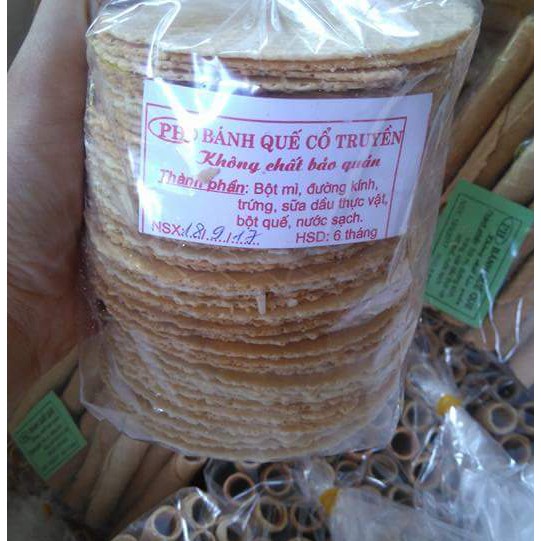 PHD BÁNH QUẾ CỔ TRUYỀN
Không chất bảo quản
Thành phần: Bột mì, đường kính,
trứng, sữa dầu thực vật,
bột quế, nước sạch.
NSX:18.9.17 HSD: 6 tháng